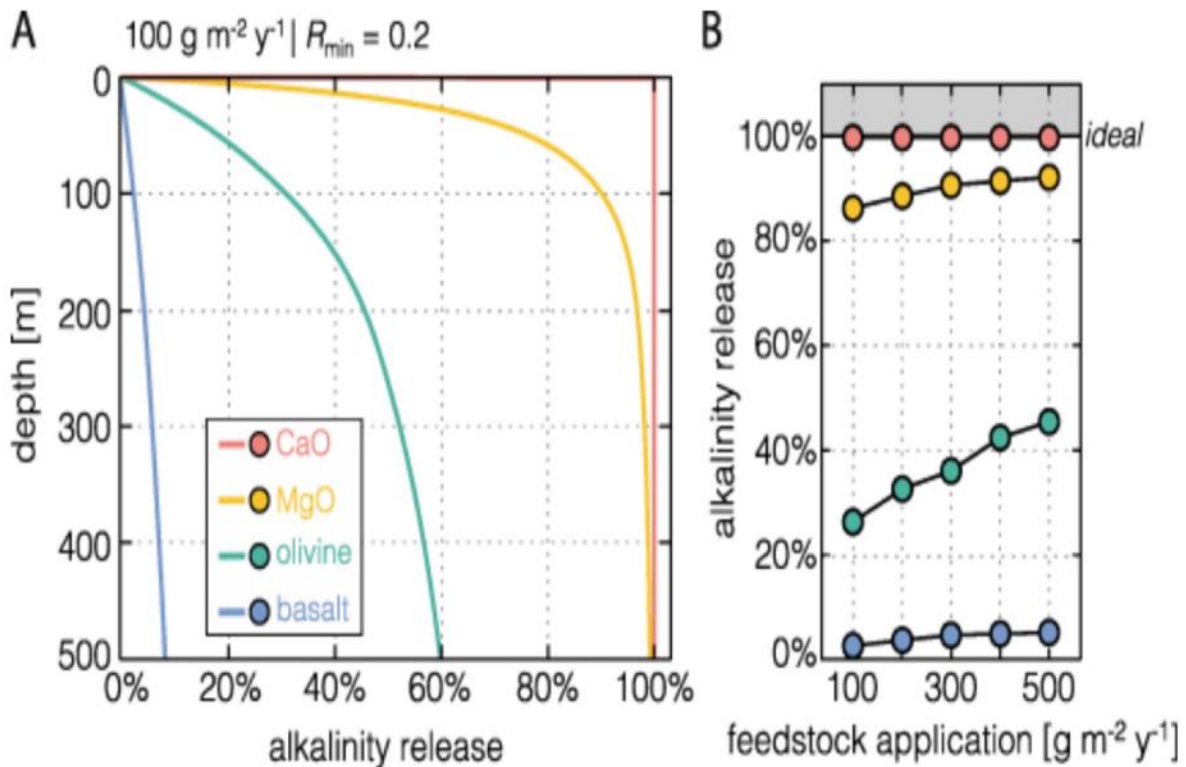 A
100 g m⁻² y⁻¹ | Rmin = 0.2
0
100
200
300
400
500
depth [m]
0% 20% 40% 60% 80% 100%
alkalinity release
CaO
MgO
olivine
basalt
B
100%
80%
60%
40%
20%
0%
ideal
alkalinity release
100 300 500
feedstock application [g m⁻² y⁻¹]